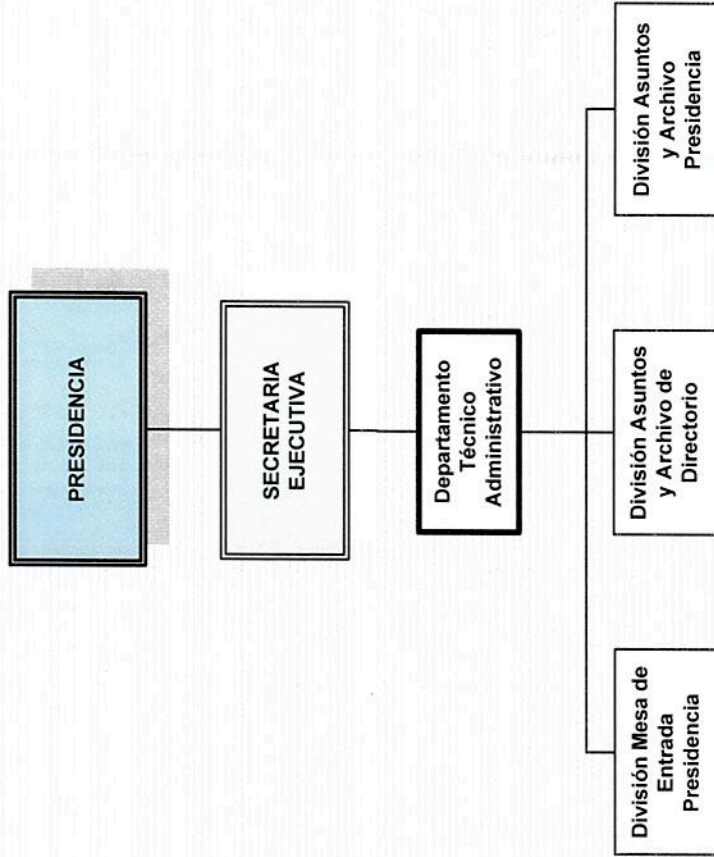 PRESIDENCIA
SECRETARIA
EJECUTIVA
Departamento
Técnico
Administrativo
División Mesa de
Entrada
Presidencia
División Asuntos
y Archivo de
Directorio
División Asuntos
y Archivo
Presidencia